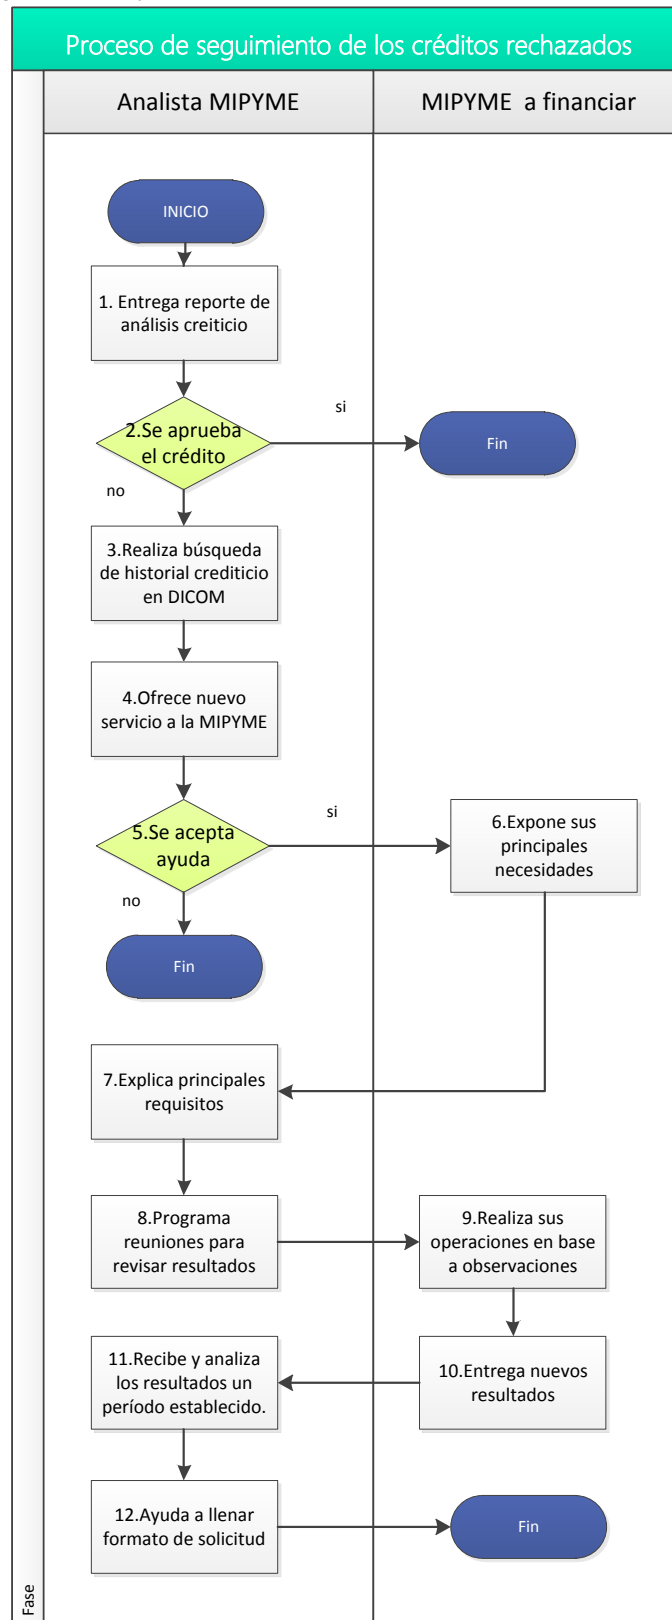 Proceso de seguimiento de los créditos rechazados
Analista MIPYME
MIPYME a financiar
INICIO
1. Entrega reporte de
análisis creiticio
2.Se aprueba
el crédito
si
Fin
no
3.Realiza búsqueda
de historial crediticio
en DICOM
4.Ofrece nuevo
servicio a la MIPYME
5.Se acepta
ayuda
si
6.Expone sus
principales
necesidades
no
Fin
7.Explica principales
requisitos
8.Programa
reuniones para
revisar resultados
9.Realiza sus
operaciones en base
a observaciones
10.Entrega nuevos
resultados
11.Recibe y analiza
los resultados un
período establecido.
12.Ayuda a llenar
formato de solicitud
Fin
Fase